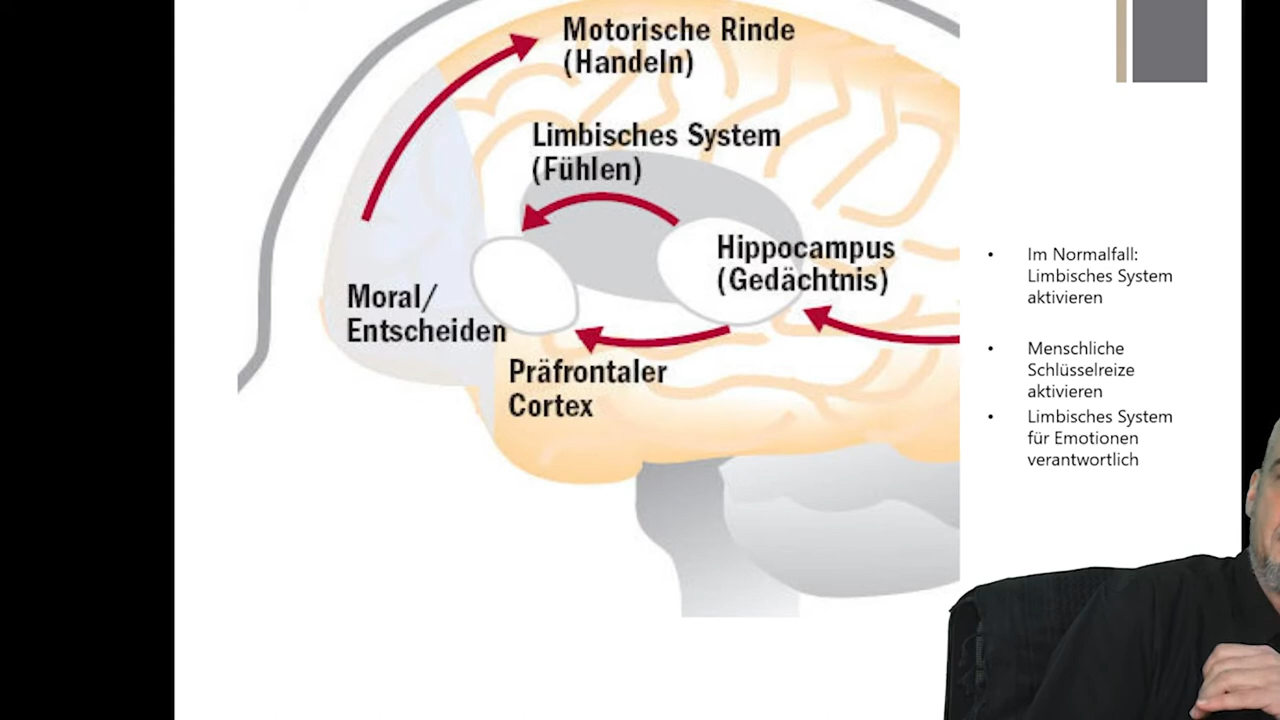 Motorische Rinde
(Handeln)
Limbisches System
(Fühlen)
Hippocampus
(Gedächtnis)
Moral/
Entscheiden
Präfrontaler
Cortex
• Im Normalfall:
Limbisches System
aktivieren
• Menschliche
Schlüsselreize
aktivieren
• Limbisches System
für Emotionen
verantwortlich